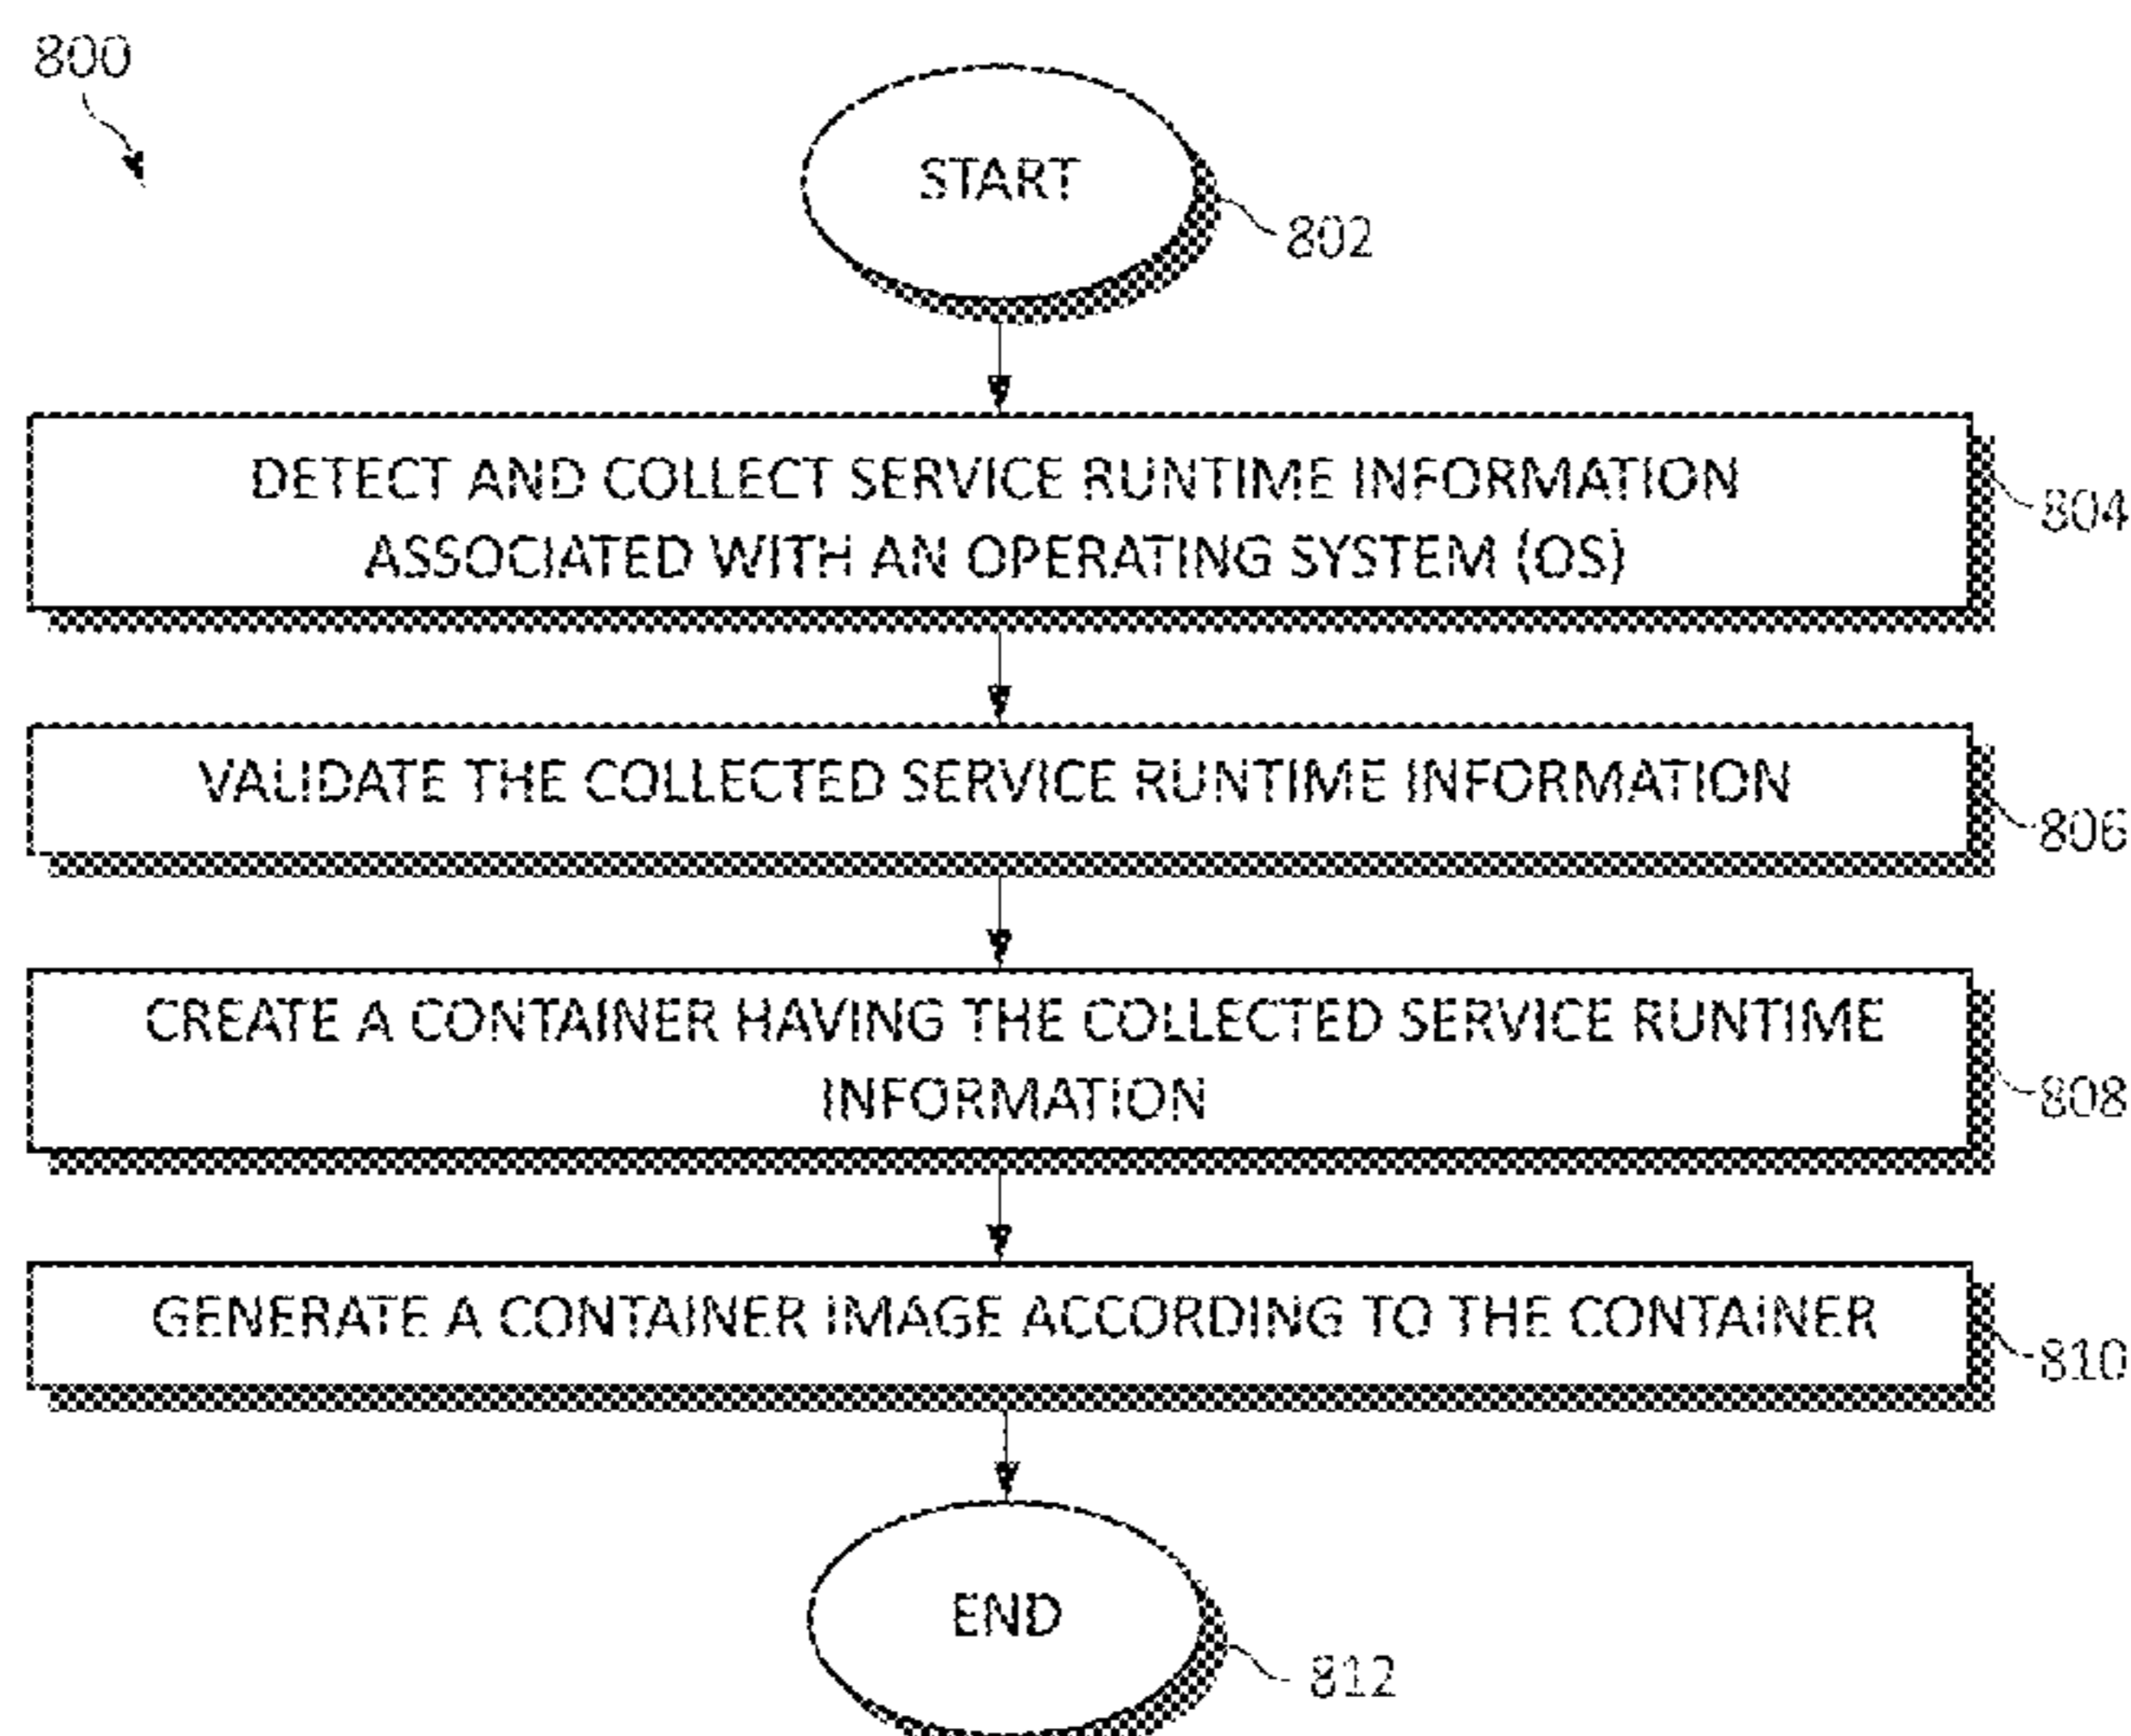 800
START
802
DETECT AND COLLECT SERVICE RUNTIME INFORMATION
ASSOCIATED WITH AN OPERATING SYSTEM (OS)
804
VALIDATE THE COLLECTED SERVICE RUNTIME INFORMATION
806
CREATE A CONTAINER HAVING THE COLLECTED SERVICE RUNTIME
INFORMATION
808
GENERATE A CONTAINER IMAGE ACCORDING TO THE CONTAINER
810
END
812